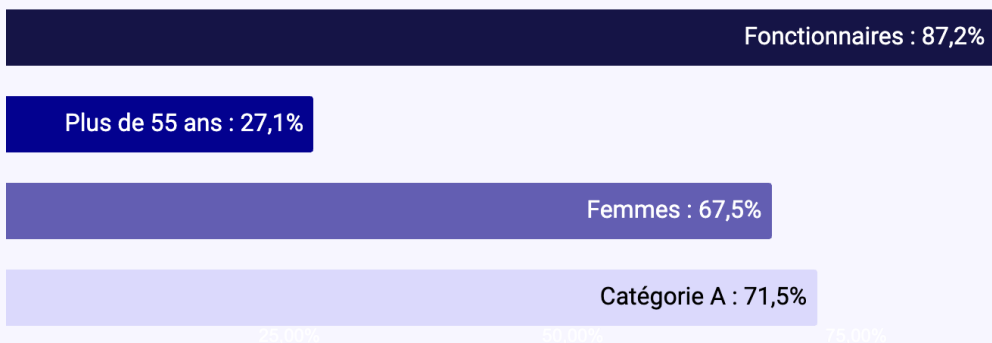 Fonctionnaires : 87,2%
Plus de 55 ans : 27,1%
Femmes : 67,5%
Catégorie A : 71,5%
25.00% 50.00% 75.00%